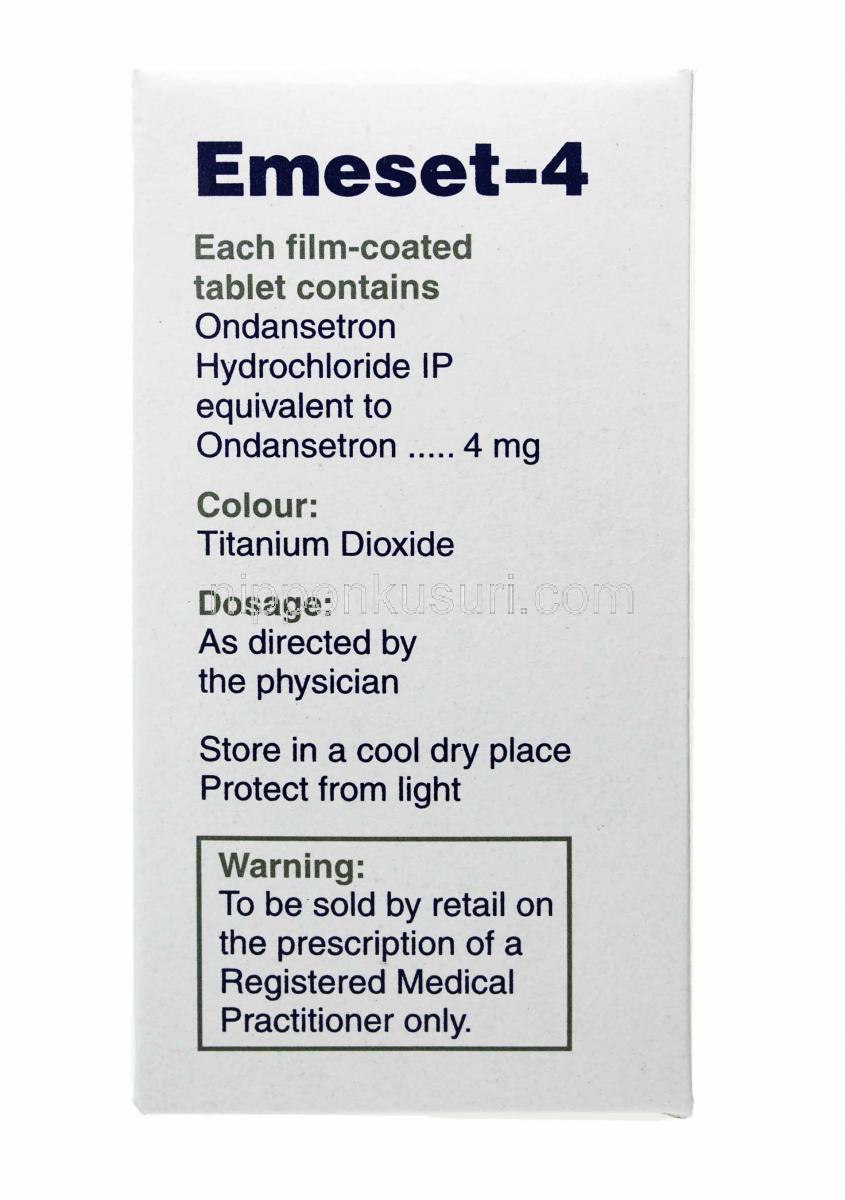 Emeset-4
Each film-coated
tablet contains
Ondansetron
Hydrochloride IP
equivalent to
Ondansetron ..... 4 mg
Colour:
Titanium Dioxide
nipponkusuri.com
Dosage:
As directed by
the physician
Store in a cool dry place
Protect from light
Warning:
To be sold by retail on
the prescription of a
Registered Medical
Practitioner only.